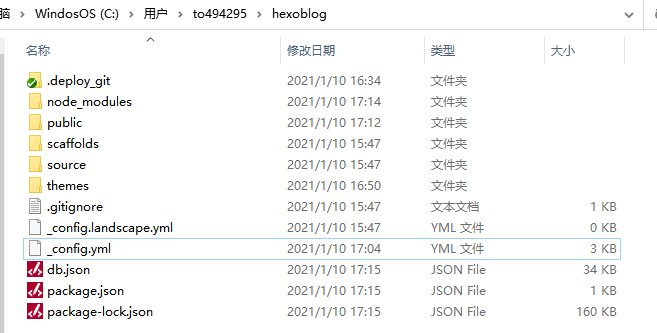 脑 > WindosOS (C:) > 用户 > to494295 > hexoblog
名称 修改日期 类型 大小
.deploy_git 2021/1/10 16:34 文件夹
node_modules 2021/1/10 17:14 文件夹
public 2021/1/10 17:12 文件夹
scaffolds 2021/1/10 15:47 文件夹
source 2021/1/10 15:47 文件夹
themes 2021/1/10 16:50 文件夹
.gitignore 2021/1/10 15:47 文本文档 1 KB
_config.landscape.yml 2021/1/10 15:47 YML 文件 0 KB
_config.yml 2021/1/10 17:04 YML 文件 3 KB
db.json 2021/1/10 17:15 JSON File 34 KB
package.json 2021/1/10 17:15 JSON File 1 KB
package-lock.json 2021/1/10 17:15 JSON File 160 KB